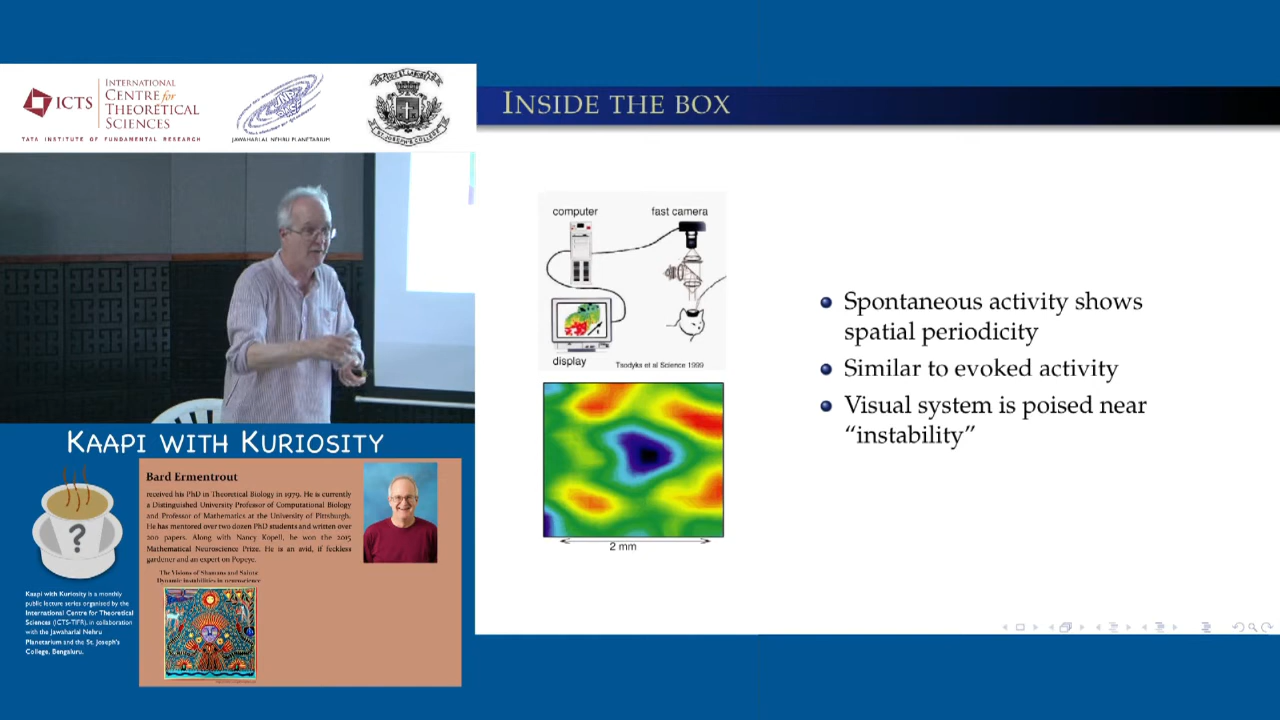 ICTS
INTERNATIONAL
CENTRE for
THEORETICAL
SCIENCES
TATA INSTITUTE OF FUNDAMENTAL RESEARCH
JAWAHARLAL NEHRU PLANETARIUM
INSIDE THE BOX
computer
fast camera
display
Tsodyks et al Science 1999
2 mm
Spontaneous activity shows
spatial periodicity
Similar to evoked activity
Visual system is poised near
“instability”
KAAPI WITH KURIOSITY
?
Kaapi with Kuriosity is a monthly
public lecture series organised by the
International Centre for Theoretical
Sciences (ICTS-TIFR), in collaboration
with the Jawaharlal Nehru
Planetarium and the St. Joseph's
College, Bengaluru.
Bard Ermentrout
received his PhD in Theoretical Biology in 1979. He is currently
a Distinguished University Professor of Computational Biology
and Professor of Mathematics at the University of Pittsburgh.
He has mentored over two dozen PhD students and written over
200 papers. Along with Nancy Kopell, he won the 2015
Mathematical Neuroscience Prize. He is an avid, if feckless
gardener and an expert on Popeye.
The Visions of Shamans and Saints
Dynamic instabilities in neuroscience